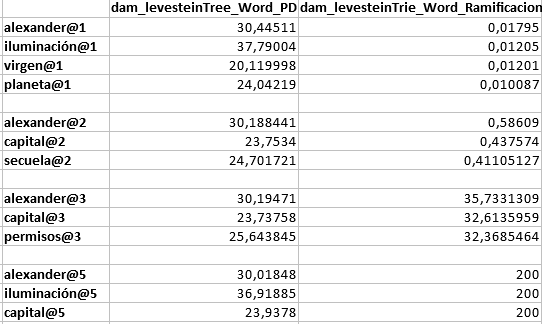 dam_levesteinTree_Word_PD dam_levesteinTrie_Word_Ramificacion
alexander@1 30,44511 0,01795
iluminación@1 37,79004 0,01205
virgen@1 20,119998 0,01201
planeta@1 24,04219 0,010087
alexander@2 30,188441 0,58609
capital@2 23,7534 0,437574
secuela@2 24,701721 0,41105127
alexander@3 30,19471 35,7331309
capital@3 23,73758 32,6135959
permisos@3 25,643845 32,3685464
alexander@5 30,01848 200
iluminación@5 36,91885 200
capital@5 23,9378 200